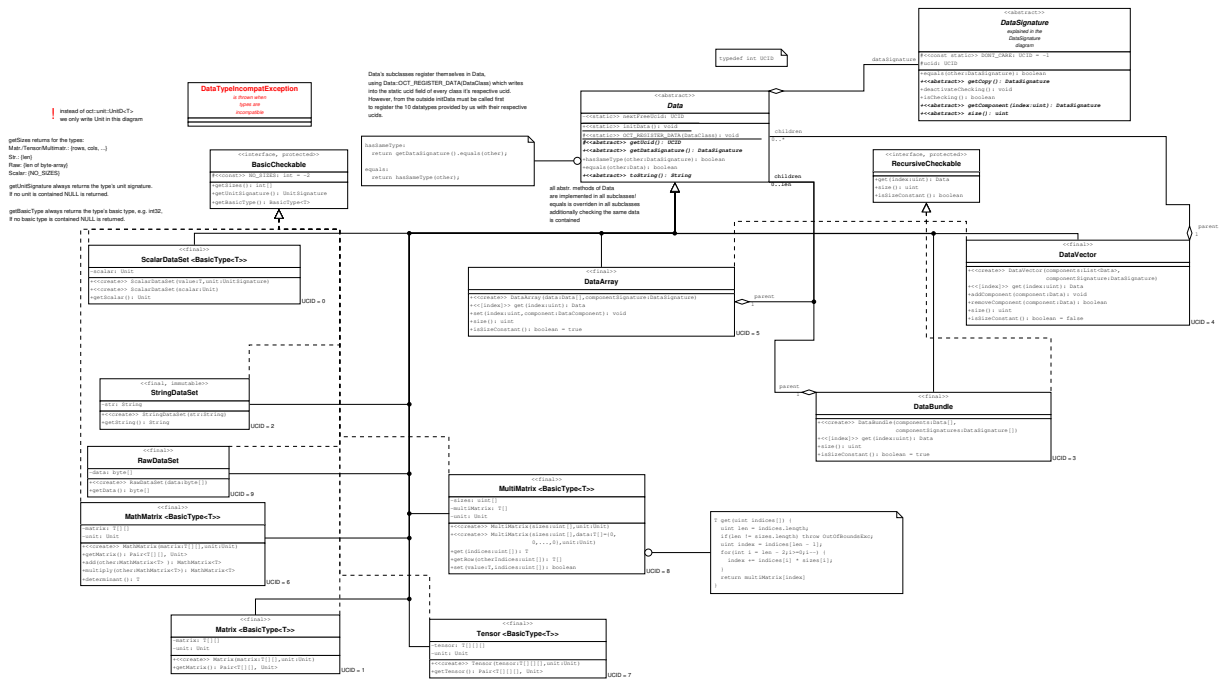 ! instead of oct::unit::UnitID<T>
we only write Unit in this diagram
getSizes returns for the types:
Matr./Tensor/Multimatr.: {rows, cols, ...}
Str.: {len}
Raw: {len of byte-array}
Scalar: {NO_SIZES}
getUnitSignature always returns the type's unit signature.
If no unit is contained NULL is returned.
getBasicType always returns the type's basic type, e.g. int32,
If no basic type is contained NULL is returned.
DataTypeIncompatException
is thrown when
types are
incompatible
<<interface, protected>>
BasicCheckable
#<<const>> NO_SIZES: int = -2
+getSizes(): int[]
+getUnitSignature(): UnitSignature
+getBasicType(): BasicType<T>
Data's subclasses register themselves in Data,
using Data::OCT_REGISTER_DATA(DataClass) which writes
into the static ucid field of every class it's respective ucid.
However, from the outside initData must be called first
to register the 10 datatypes provided by us with their respective
ucids.
hasSameType:
return getDataSignature().equals(other);
equals:
return hasSameType(other);
typedef int UCID
<<abstract>>
Data
-<<static>> nextFreeUcid: UCID
+<<static>> initData(): void
#<<static>> OCT_REGISTER_DATA(DataClass): void
#<<abstract>> getUcid(): UCID
+<<abstract>> getDataSignature(): DataSignature
+hasSameType(other:DataSignature): boolean
+equals(other:Data): boolean
+<<abstract>> toString(): String
all abstr. methods of Data
are implemented in all subclasses/
equals is overriden in all subclasses
additionally checking the same data
is contained
dataSignature
children
0..*
children
0..len
<<abstract>>
DataSignature
explained in the
DataSignature
diagram
#<<const static>> DONT_CARE: UCID = -1
#ucid: UCID
+equals(other:DataSignature): boolean
+<<abstract>> getCopy(): DataSignature
+deactivateChecking(): void
+isChecking(): boolean
+<<abstract>> getComponent(index:uint): DataSignature
+<<abstract>> size(): uint
<<interface, protected>>
RecursiveCheckable
+get(index:uint): Data
+size(): uint
+isSizeConstant(): boolean
parent
1
<<final>>
ScalarDataSet <BasicType<T>>
-scalar: Unit
+<<create>> ScalarDataSet(value:T,unit:UnitSignature)
+<<create>> ScalarDataSet(scalar:Unit)
+getScalar(): Unit
UCID = 0
<<final>>
DataArray
+<<create>> DataArray(data:Data[],componentSignature:DataSignature)
+<<[index]>> get(index:uint): Data
+set(index:uint,component:DataComponent): void
+size(): uint
+isSizeConstant(): boolean = true
UCID = 5
parent
1
<<final>>
DataVector
+<<create>> DataVector(components:List<Data>,
componentSignature:DataSignature)
+<<[index]>> get(index:uint): Data
+addComponent(component:Data): void
+removeComponent(component:Data): boolean
+size(): uint
+isSizeConstant(): boolean = false
UCID = 4
<<final, immutable>>
StringDataSet
-str: String
+<<create>> StringDataSet(str:String)
+getString(): String
UCID = 2
parent
1
<<final>>
DataBundle
+<<create>> DataBundle(components:Data[],
componentSignatures:DataSignature[])
+<<[index]>> get(index:uint): Data
+size(): uint
+isSizeConstant(): boolean = true
UCID = 3
<<final>>
RawDataSet
-data: byte[]
+<<create>> RawDataSet(data:byte[])
+getData(): byte[]
UCID = 9
<<final>>
MathMatrix <BasicType<T>>
-matrix: T[][]
-unit: Unit
+<<create>> MathMatrix(matrix:T[][],unit:Unit)
+getMatrix(): Pair<T[][], Unit>
+add(other:MathMatrix<T> ): MathMatrix<T>
+multiply(other:MathMatrix<T>): MathMatrix<T>
+determinant(): T
UCID = 6
<<final>>
MultiMatrix <BasicType<T>>
-sizes: uint[]
-multiMatrix: T[]
-unit: Unit
+<<create>> MultiMatrix(sizes:uint[],unit:Unit)
+<<create>> MultiMatrix(sizes:uint[],data:T[]={0,
0,...,0},unit:Unit)
+get(indices:uint[]): T
+getRow(otherIndices:uint[]): T[]
+set(value:T,indices:uint[]): boolean
UCID = 8
T get(uint indices[]) {
uint len = indices.length;
if(len != sizes.length) throw OutOfBoundsExc;
uint index = indices[len - 1];
for(int i = len - 2;i>=0;i--) {
index += indices[i] * sizes[i];
}
return multiMatrix[index]
}
<<final>>
Matrix <BasicType<T>>
-matrix: T[][]
-unit: Unit
+<<create>> Matrix(matrix:T[][],unit:Unit)
+getMatrix(): Pair<T[][], Unit>
UCID = 1
<<final>>
Tensor <BasicType<T>>
-tensor: T[][][]
-unit: Unit
+<<create>> Tensor(tensor:T[][][],unit:Unit)
+getTensor(): Pair<T[][][], Unit>
UCID = 7